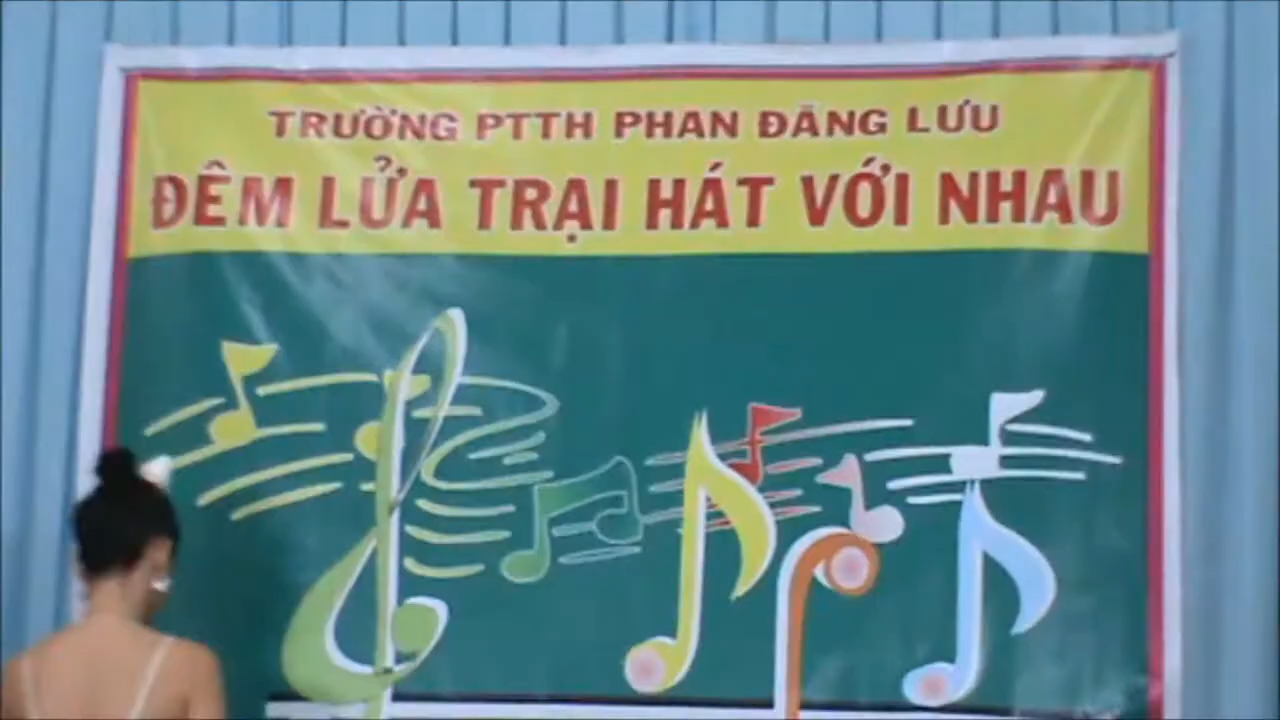 TRƯỜNG PTTH PHAN ĐĂNG LƯU
ĐÊM LỬA TRẠI HÁT VỚI NHAU